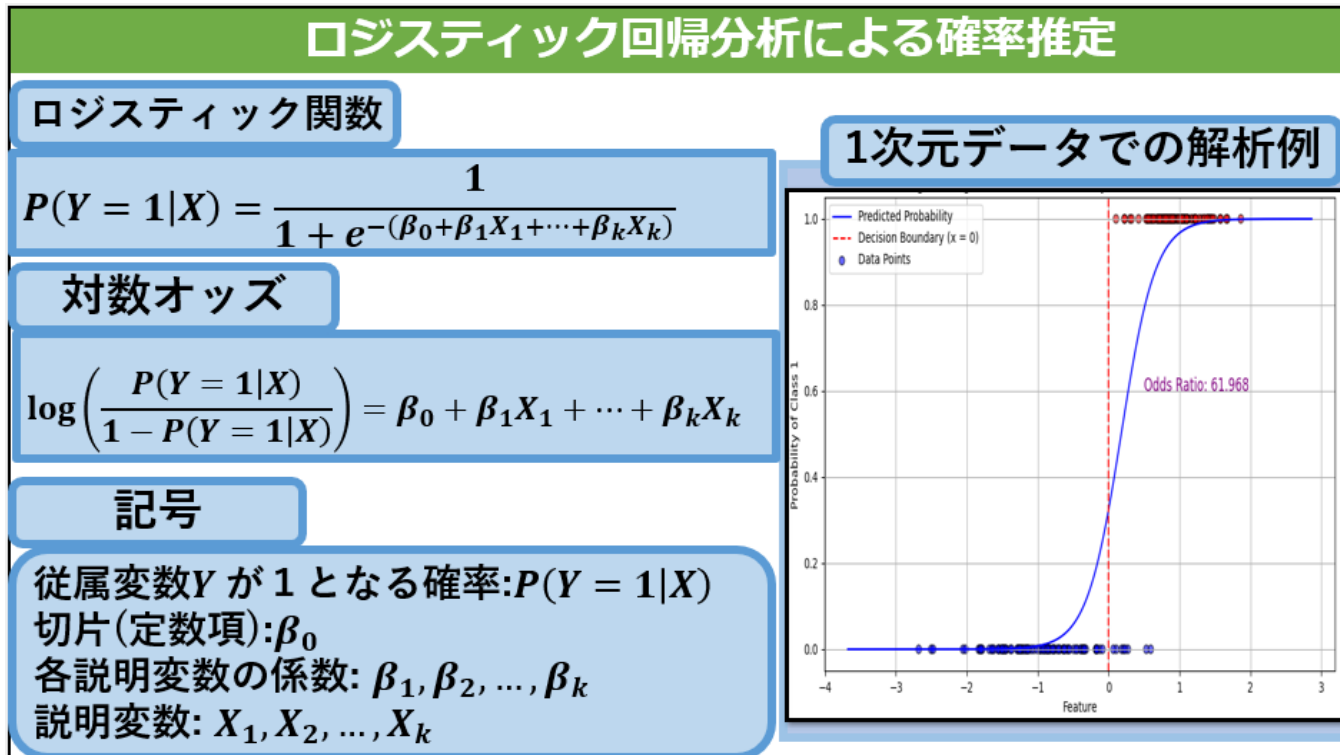 ロジスティック回帰分析による確率推定
ロジスティック関数
P(Y = 1|X) = 1 / (1 + e^{-(β₀+β₁X₁+⋯+βₖXₖ)})
対数オッズ
log(P(Y = 1|X) / (1 − P(Y = 1|X))) = β₀ + β₁X₁ + ⋯ + βₖXₖ
記号
従属変数Y が１となる確率:P(Y = 1|X)
切片(定数項):β₀
各説明変数の係数: β₁, β₂, …, βₖ
説明変数: X₁, X₂, …, Xₖ
1次元データでの解析例
Predicted Probability
Decision Boundary (x = 0)
Data Points
Odds Ratio: 61.968
Probability of Class 1
1.0
0.8
0.6
0.4
0.2
0.0
−4 −3 −2 −1 0 1 2 3
Feature